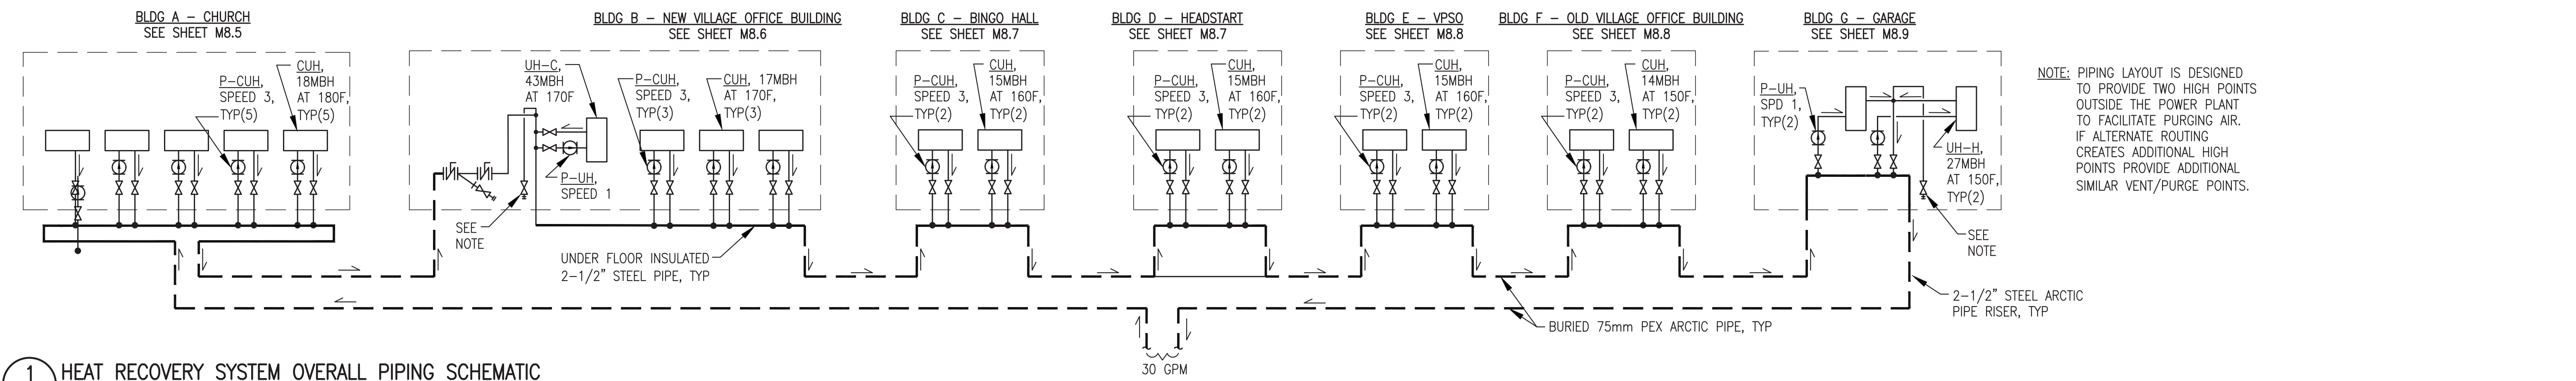 BLDG A – CHURCH
SEE SHEET M8.5
P-CUH,
SPEED 3,
TYP(5)
CUH,
18MBH
AT 180F,
TYP(5)
BLDG B – NEW VILLAGE OFFICE BUILDING
SEE SHEET M8.6
UH-C,
43MBH
AT 170F
P-CUH,
SPEED 3,
TYP(3)
CUH, 17MBH
AT 170F,
TYP(3)
P-UH,
SPEED 1
SEE
NOTE
UNDER FLOOR INSULATED
2-1/2" STEEL PIPE, TYP
BLDG C – BINGO HALL
SEE SHEET M8.7
P-CUH,
SPEED 3,
TYP(2)
CUH,
15MBH
AT 160F,
TYP(2)
BLDG D – HEADSTART
SEE SHEET M8.7
P-CUH,
SPEED 3,
TYP(2)
CUH,
15MBH
AT 160F,
TYP(2)
BLDG E – VPSO
SEE SHEET M8.8
P-CUH,
SPEED 3,
TYP(2)
CUH,
15MBH
AT 160F,
TYP(2)
BLDG F – OLD VILLAGE OFFICE BUILDING
SEE SHEET M8.8
P-CUH,
SPEED 3,
TYP(2)
CUH,
14MBH
AT 150F,
TYP(2)
BLDG G – GARAGE
SEE SHEET M8.9
P-UH,
SPD 1,
TYP(2)
UH-H,
27MBH
AT 150F,
TYP(2)
SEE
NOTE
2-1/2" STEEL ARCTIC
PIPE RISER, TYP
BURIED 75mm PEX ARCTIC PIPE, TYP
30 GPM
NOTE: PIPING LAYOUT IS DESIGNED
TO PROVIDE TWO HIGH POINTS
OUTSIDE THE POWER PLANT
TO FACILITATE PURGING AIR.
IF ALTERNATE ROUTING
CREATES ADDITIONAL HIGH
POINTS PROVIDE ADDITIONAL
SIMILAR VENT/PURGE POINTS.
1 HEAT RECOVERY SYSTEM OVERALL PIPING SCHEMATIC